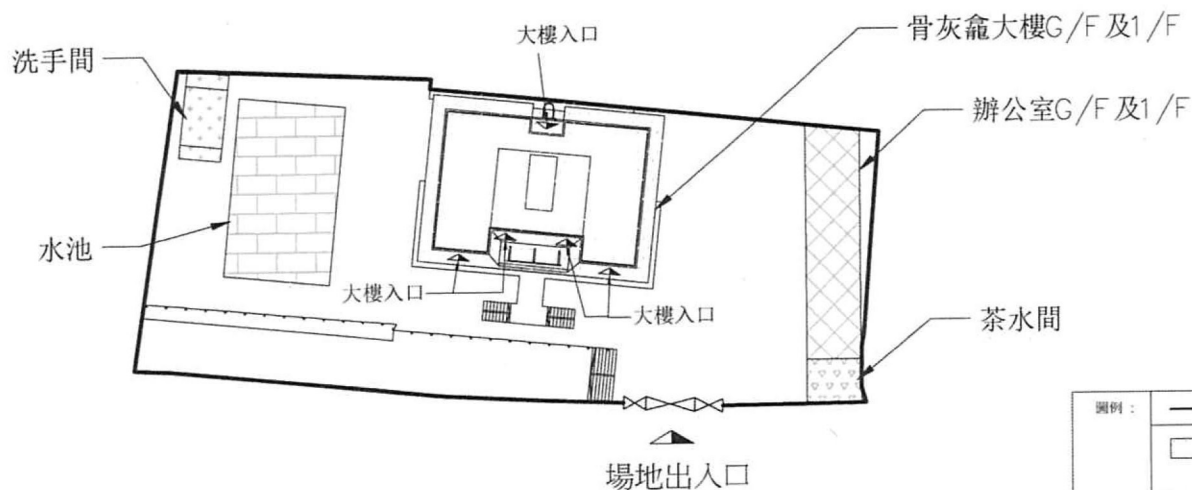 大樓入口
骨灰龕大樓G/F 及1/F
洗手間
辦公室G/F 及1/F
水池
大樓入口
大樓入口
茶水間
圖例：
場地出入口